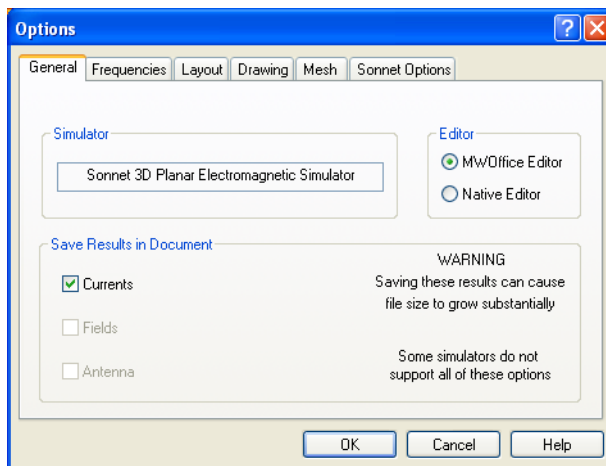 Options
General Frequencies Layout Drawing Mesh Sonnet Options
Simulator
Sonnet 3D Planar Electromagnetic Simulator
Editor
MWOffice Editor
Native Editor
Save Results in Document
Currents
Fields
Antenna
WARNING
Saving these results can cause
file size to grow substantially
Some simulators do not
support all of these options
OK Cancel Help